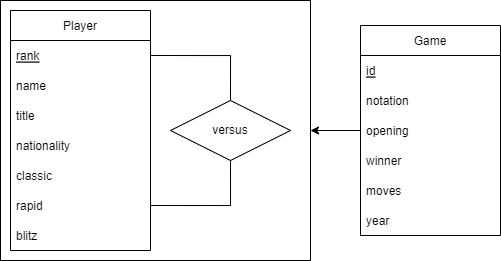 Player
rank
name
title
nationality
classic
rapid
blitz
versus
Game
id
notation
opening
winner
moves
year